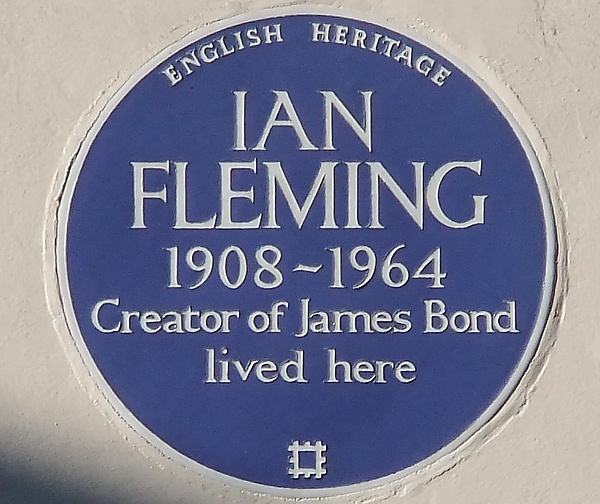 ENGLISH HERITAGE
IAN
FLEMING
1908~1964
Creator of James Bond
lived here